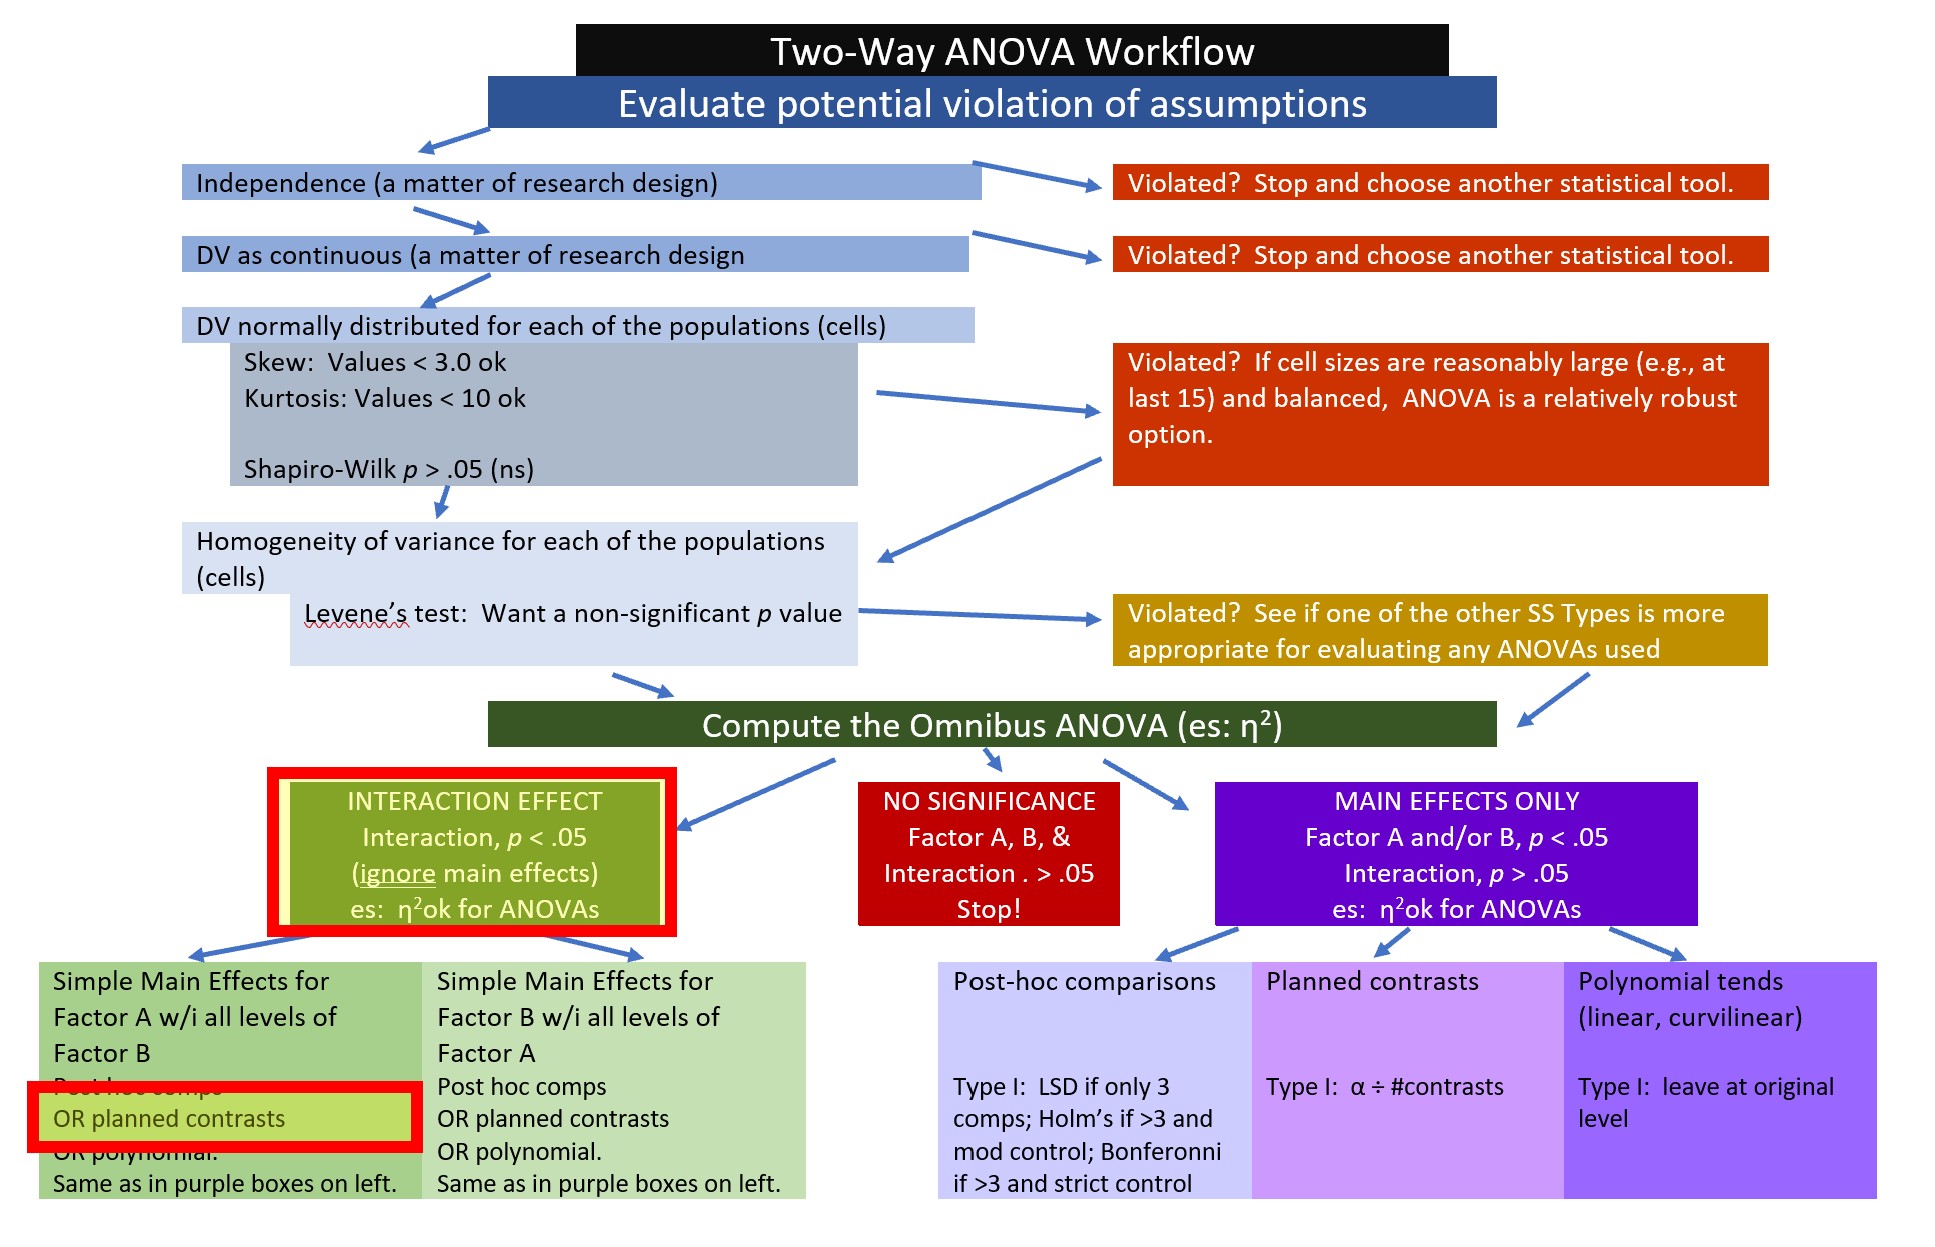 Two-Way ANOVA Workflow
Evaluate potential violation of assumptions
Independence (a matter of research design)
Violated?  Stop and choose another statistical tool.
DV as continuous (a matter of research design
Violated?  Stop and choose another statistical tool.
DV normally distributed for each of the populations (cells)
Skew:  Values < 3.0 ok
Kurtosis: Values < 10 ok
Shapiro-Wilk p > .05 (ns)
Violated?  If cell sizes are reasonably large (e.g., at
last 15) and balanced,  ANOVA is a relatively robust
option.
Homogeneity of variance for each of the populations
(cells)
Levene's test:  Want a non-significant p value
Violated?  See if one of the other SS Types is more
appropriate for evaluating any ANOVAs used
Compute the Omnibus ANOVA (es: η²)
INTERACTION EFFECT
Interaction, p < .05
(ignore main effects)
es:  η²ok for ANOVAs
NO SIGNIFICANCE
Factor A, B, &
Interaction . > .05
Stop!
MAIN EFFECTS ONLY
Factor A and/or B, p < .05
Interaction, p > .05
es:  η²ok for ANOVAs
Simple Main Effects for
Factor A w/i all levels of
Factor B
Post hoc comps
OR planned contrasts
OR polynomial.
Same as in purple boxes on left.
Simple Main Effects for
Factor B w/i all levels of
Factor A
Post hoc comps
OR planned contrasts
OR polynomial.
Same as in purple boxes on left.
Post-hoc comparisons
Type I:  LSD if only 3
comps; Holm's if >3 and
mod control; Bonferonni
if >3 and strict control
Planned contrasts
Type I:  α ÷ #contrasts
Polynomial tends
(linear, curvilinear)
Type I:  leave at original
level